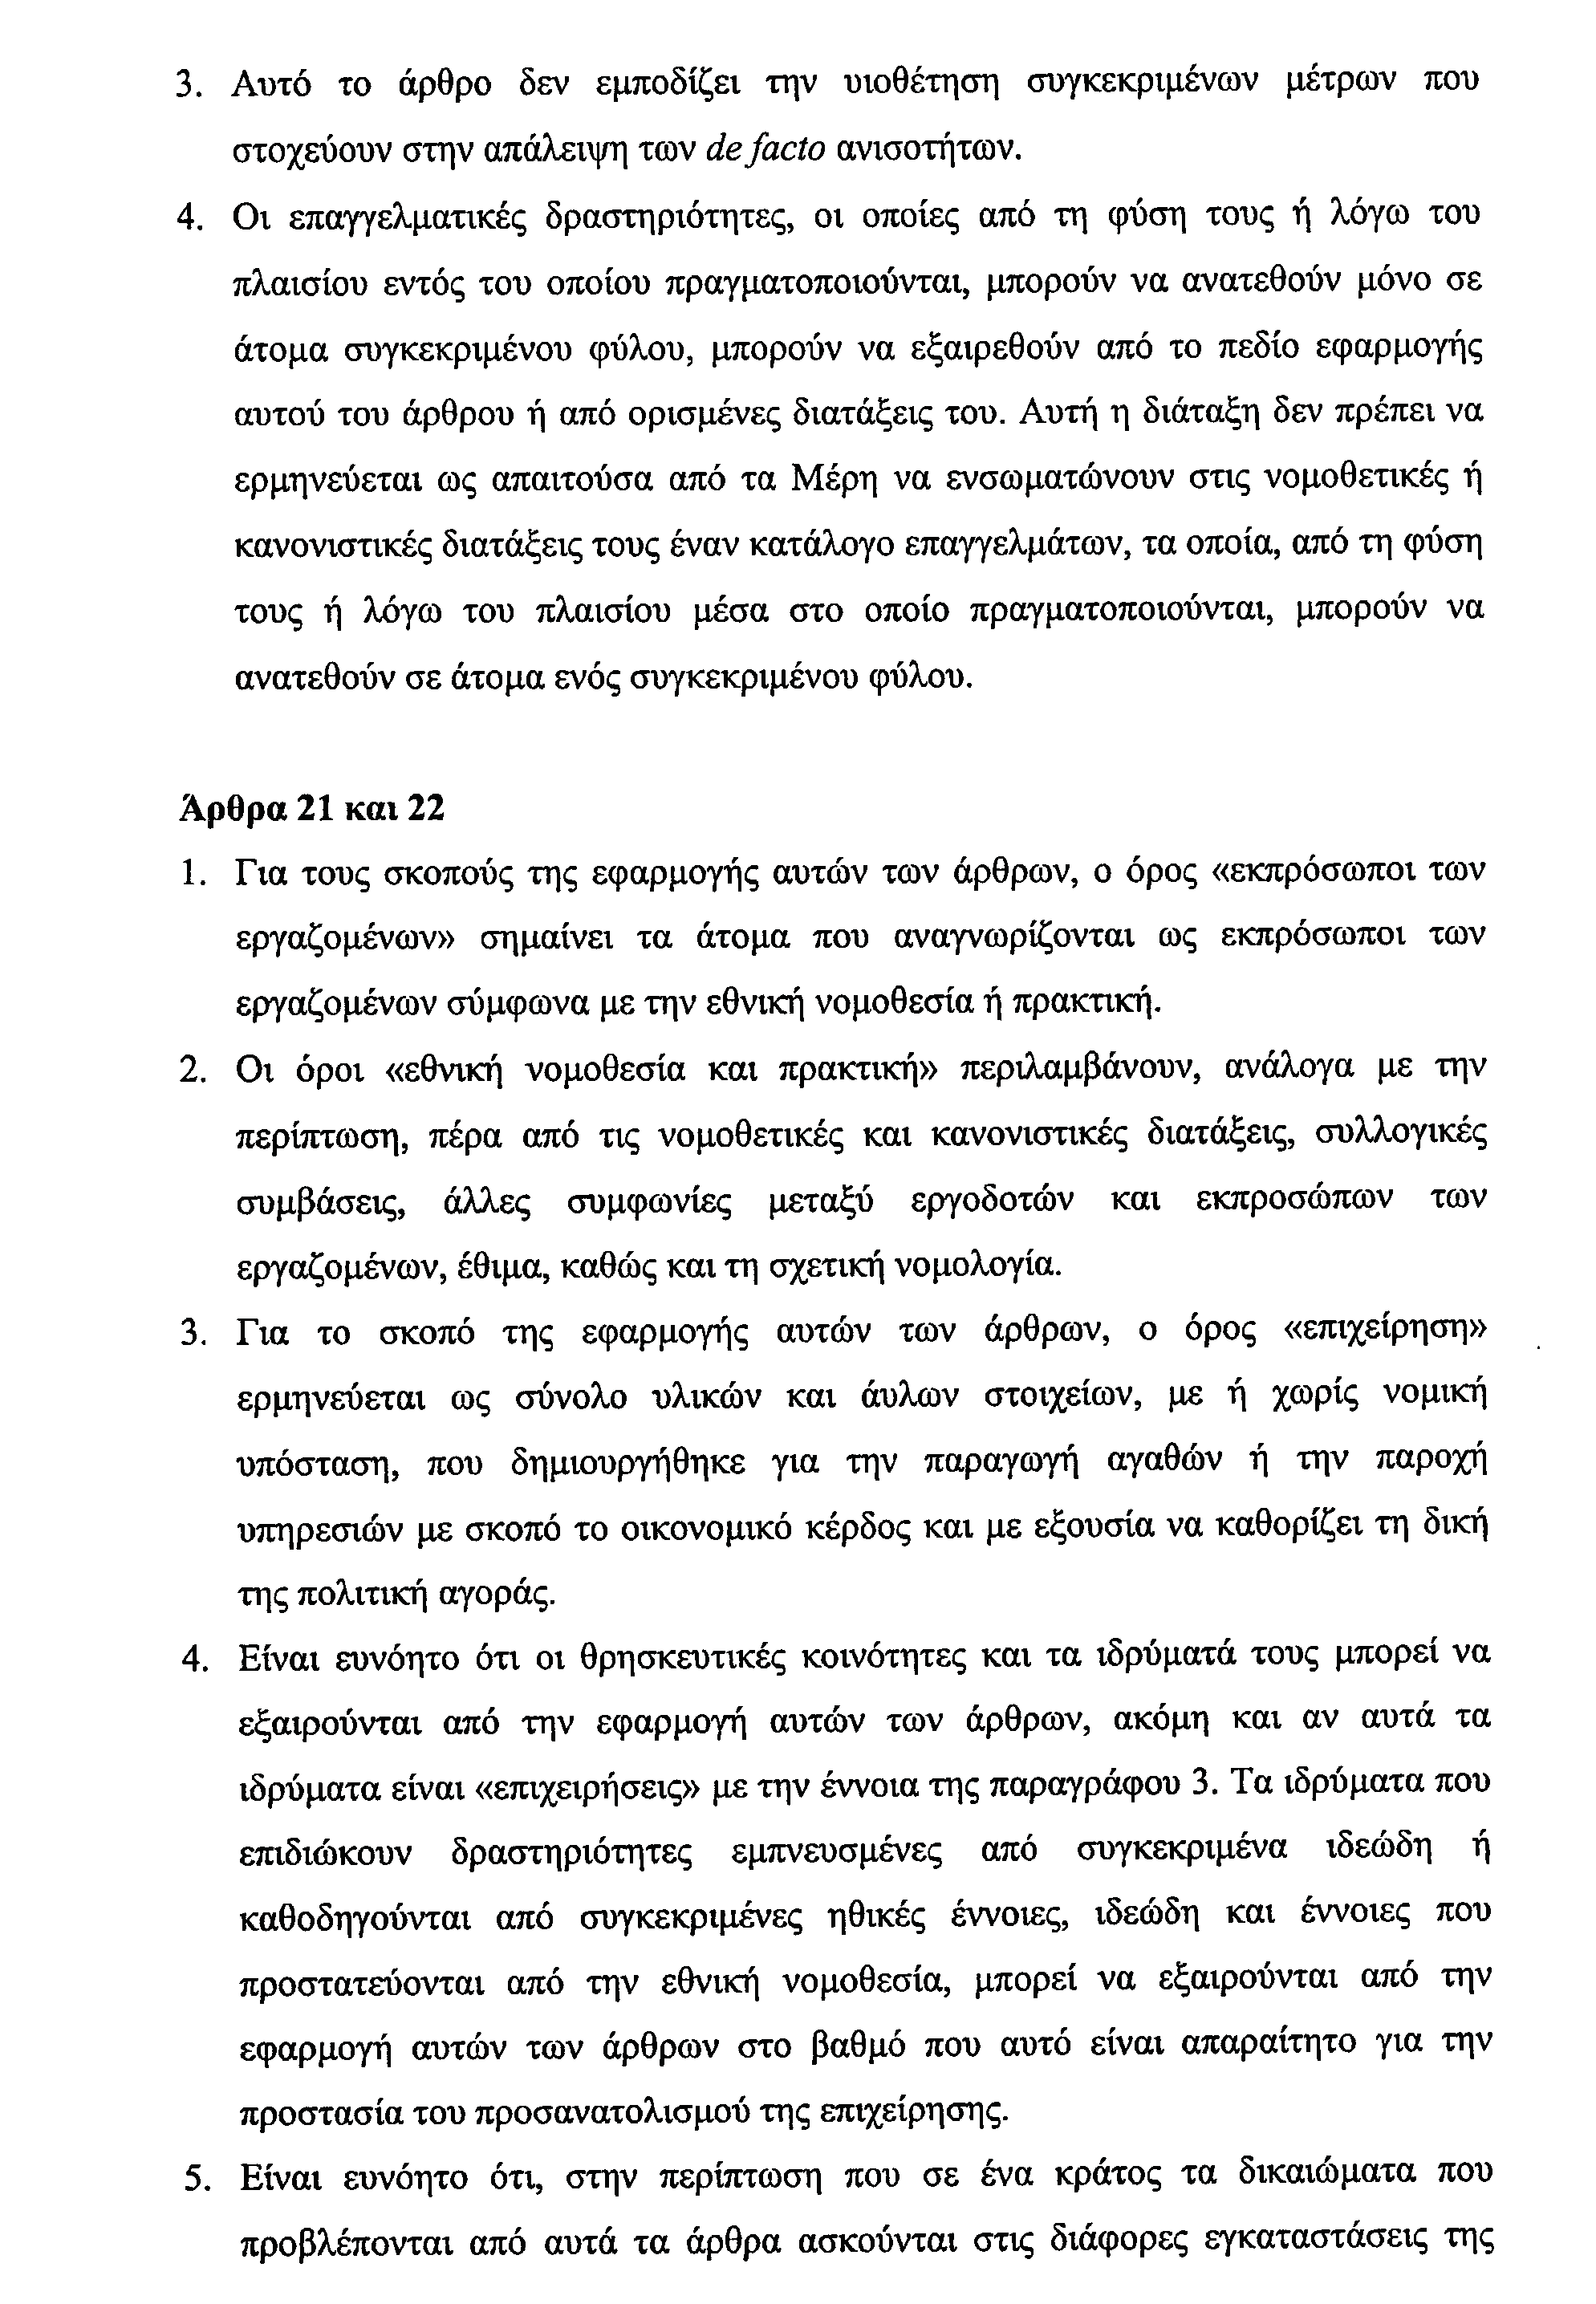 3. Αυτό το άρθρο δεν εμποδίζει την υιοθέτηση συγκεκριμένων μέτρων που
στοχεύουν στην απάλειψη των de facto ανισοτήτων.
4. Οι επαγγελματικές δραστηριότητες, οι οποίες από τη φύση τους ή λόγω του
πλαισίου εντός του οποίου πραγματοποιούνται, μπορούν να ανατεθούν μόνο σε
άτομα συγκεκριμένου φύλου, μπορούν να εξαιρεθούν από το πεδίο εφαρμογής
αυτού του άρθρου ή από ορισμένες διατάξεις του. Αυτή η διάταξη δεν πρέπει να
ερμηνεύεται ως απαιτούσα από τα Μέρη να ενσωματώνουν στις νομοθετικές ή
κανονιστικές διατάξεις τους έναν κατάλογο επαγγελμάτων, τα οποία, από τη φύση
τους ή λόγω του πλαισίου μέσα στο οποίο πραγματοποιούνται, μπορούν να
ανατεθούν σε άτομα ενός συγκεκριμένου φύλου.
Άρθρα 21 και 22
1. Για τους σκοπούς της εφαρμογής αυτών των άρθρων, ο όρος «εκπρόσωποι των
εργαζομένων» σημαίνει τα άτομα που αναγνωρίζονται ως εκπρόσωποι των
εργαζομένων σύμφωνα με την εθνική νομοθεσία ή πρακτική.
2. Οι όροι «εθνική νομοθεσία και πρακτική» περιλαμβάνουν, ανάλογα με την
περίπτωση, πέρα από τις νομοθετικές και κανονιστικές διατάξεις, συλλογικές
συμβάσεις, άλλες συμφωνίες μεταξύ εργοδοτών και εκπροσώπων των
εργαζομένων, έθιμα, καθώς και τη σχετική νομολογία.
3. Για το σκοπό της εφαρμογής αυτών των άρθρων, ο όρος «επιχείρηση»
ερμηνεύεται ως σύνολο υλικών και άυλων στοιχείων, με ή χωρίς νομική
υπόσταση, που δημιουργήθηκε για την παραγωγή αγαθών ή την παροχή
υπηρεσιών με σκοπό το οικονομικό κέρδος και με εξουσία να καθορίζει τη δική
της πολιτική αγοράς.
4. Είναι ευνόητο ότι οι θρησκευτικές κοινότητες και τα ιδρύματά τους μπορεί να
εξαιρούνται από την εφαρμογή αυτών των άρθρων, ακόμη και αν αυτά τα
ιδρύματα είναι «επιχειρήσεις» με την έννοια της παραγράφου 3. Τα ιδρύματα που
επιδιώκουν δραστηριότητες εμπνευσμένες από συγκεκριμένα ιδεώδη ή
καθοδηγούνται από συγκεκριμένες ηθικές έννοιες, ιδεώδη και έννοιες που
προστατεύονται από την εθνική νομοθεσία, μπορεί να εξαιρούνται από την
εφαρμογή αυτών των άρθρων στο βαθμό που αυτό είναι απαραίτητο για την
προστασία του προσανατολισμού της επιχείρησης.
5. Είναι ευνόητο ότι, στην περίπτωση που σε ένα κράτος τα δικαιώματα που
προβλέπονται από αυτά τα άρθρα ασκούνται στις διάφορες εγκαταστάσεις της